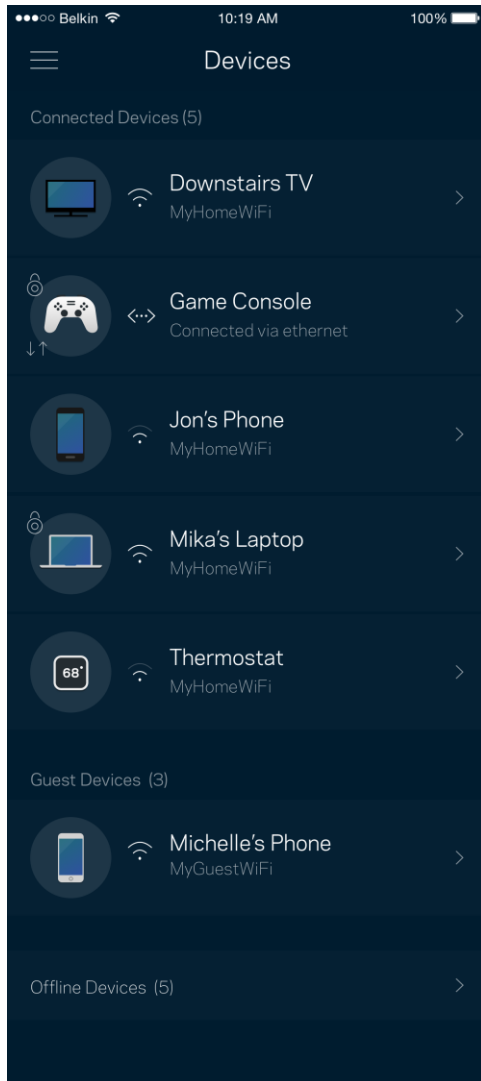 Belkin 10:19 AM 100%
Devices
Connected Devices (5)
Downstairs TV
MyHomeWiFi
Game Console
Connected via ethernet
Jon's Phone
MyHomeWiFi
Mika's Laptop
MyHomeWiFi
68°
Thermostat
MyHomeWiFi
Guest Devices (3)
Michelle's Phone
MyGuestWiFi
Offline Devices (5)